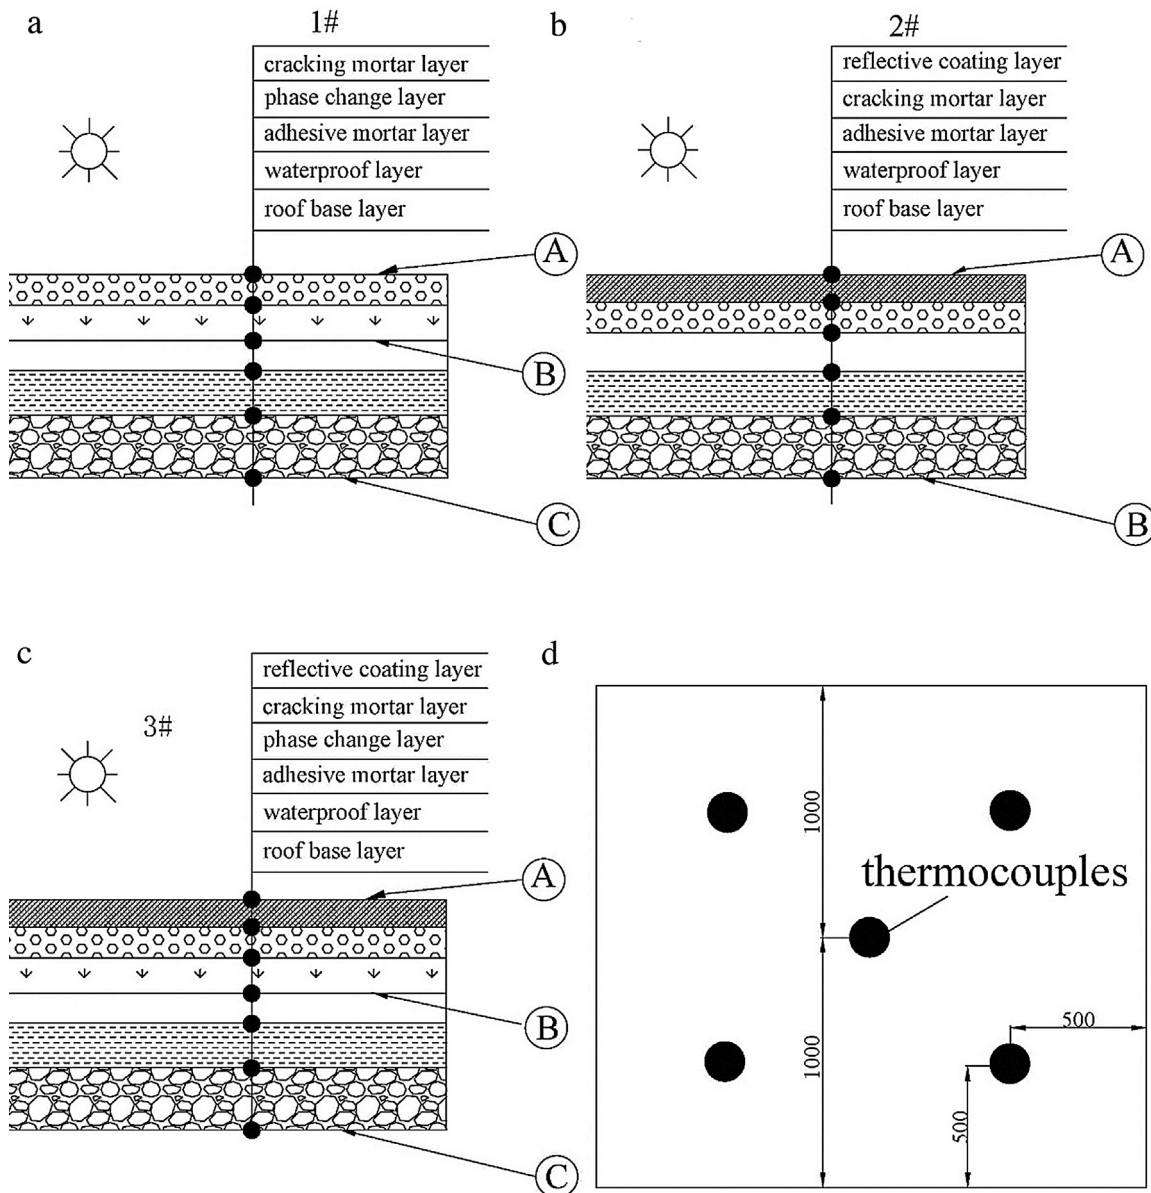 a
1#
cracking mortar layer
phase change layer
adhesive mortar layer
waterproof layer
roof base layer
A
B
C
b
2#
reflective coating layer
cracking mortar layer
adhesive mortar layer
waterproof layer
roof base layer
A
B
c
3#
reflective coating layer
cracking mortar layer
phase change layer
adhesive mortar layer
waterproof layer
roof base layer
A
B
C
d
1000
thermocouples
1000
500
500